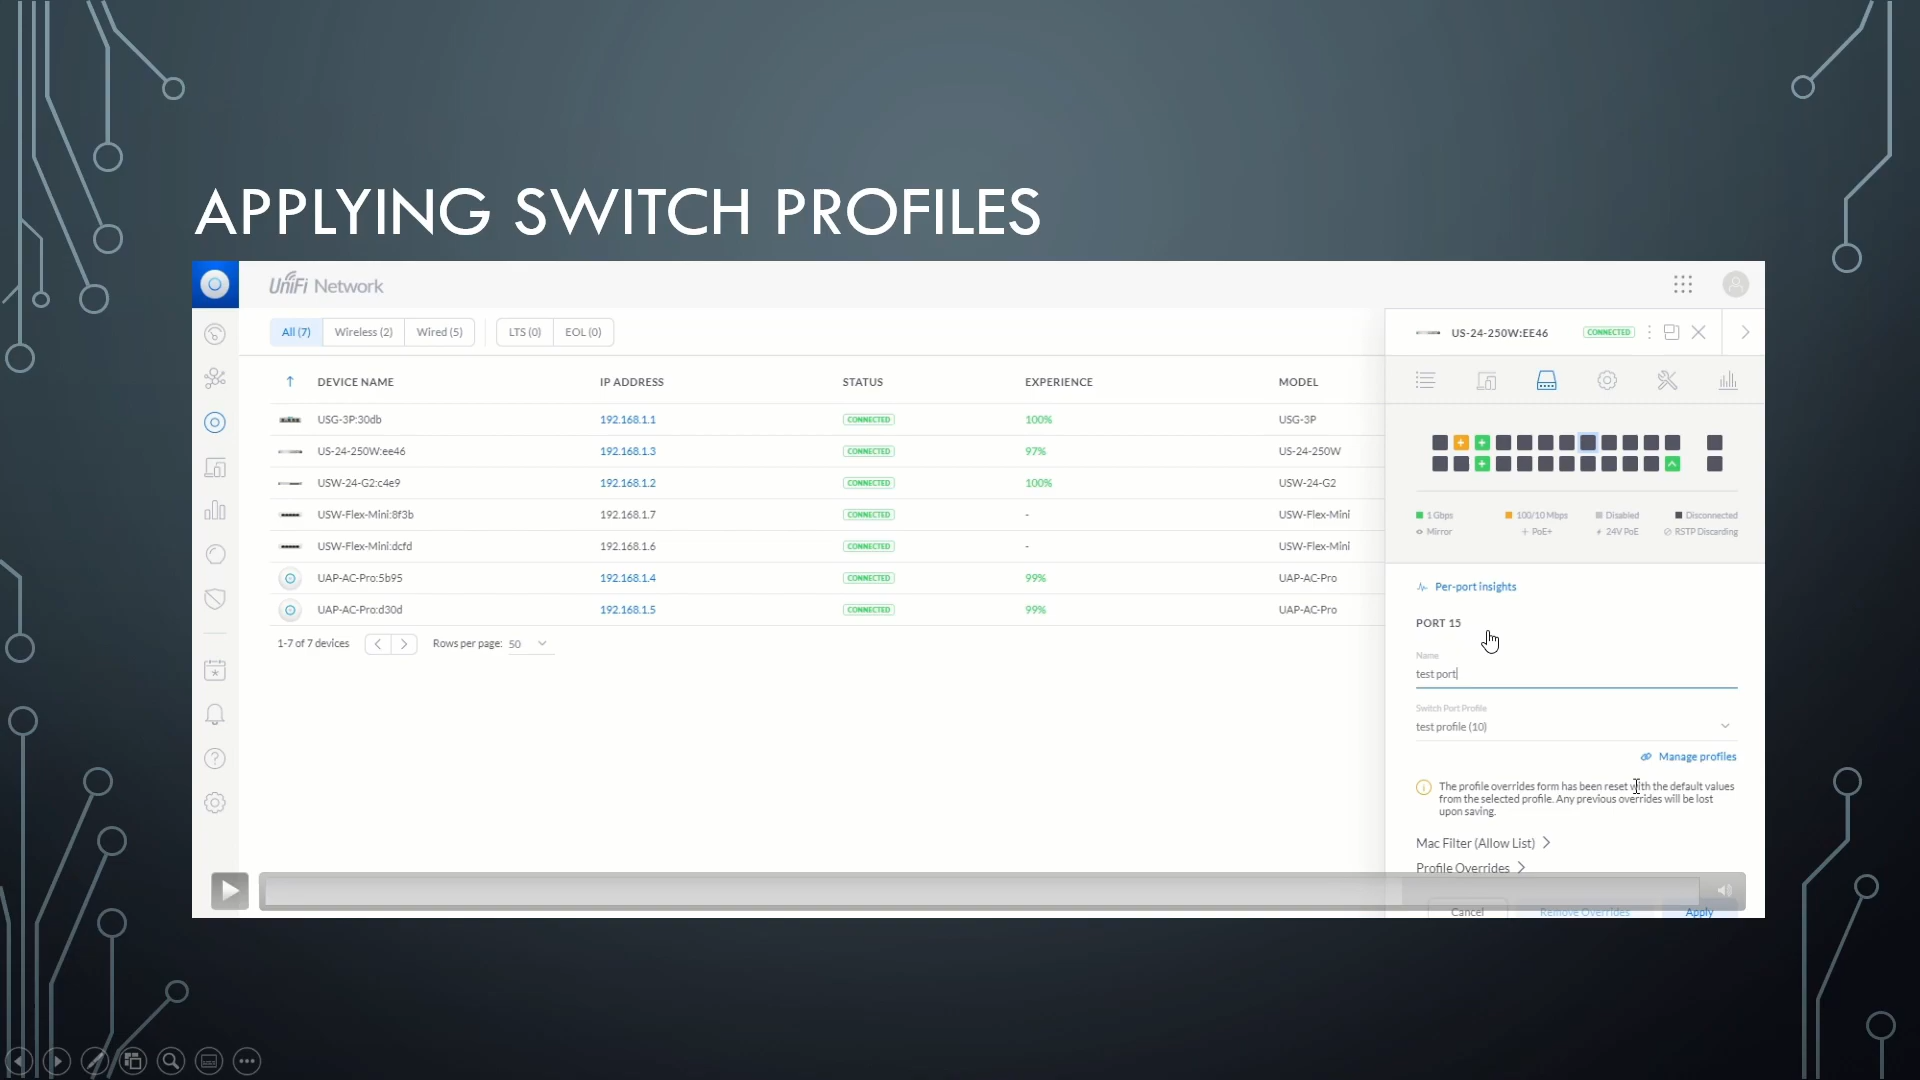 APPLYING SWITCH PROFILES
UniFi Network
All (7) Wireless (2) Wired (5) LTS (0) EOL (0)
DEVICE NAME IP ADDRESS STATUS EXPERIENCE MODEL
USG-3P:30db 192.168.1.1 CONNECTED 100% USG-3P
US-24-250W:ee46 192.168.1.3 CONNECTED 97% US-24-250W
USW-24-G2:c4e9 192.168.1.2 CONNECTED 100% USW-24-G2
USW-Flex-Mini:8f3b 192.168.1.7 CONNECTED - USW-Flex-Mini
USW-Flex-Mini:dcfd 192.168.1.6 CONNECTED - USW-Flex-Mini
UAP-AC-Pro:5b95 192.168.1.4 CONNECTED 99% UAP-AC-Pro
UAP-AC-Pro:d30d 192.168.1.5 CONNECTED 99% UAP-AC-Pro
1-7 of 7 devices Rows per page: 50
US-24-250W:EE46 CONNECTED
1 Gbps 100/10 Mbps Disabled Disconnected
Mirror PoE+ 24V PoE RSTP Discarding
Per-port insights
PORT 15
Name
test port
Switch Port Profile
test profile (10)
Manage profiles
The profile overrides form has been reset with the default values
from the selected profile. Any previous overrides will be lost
upon saving.
Mac Filter (Allow List)
Profile Overrides
Cancel Remove Overrides Apply